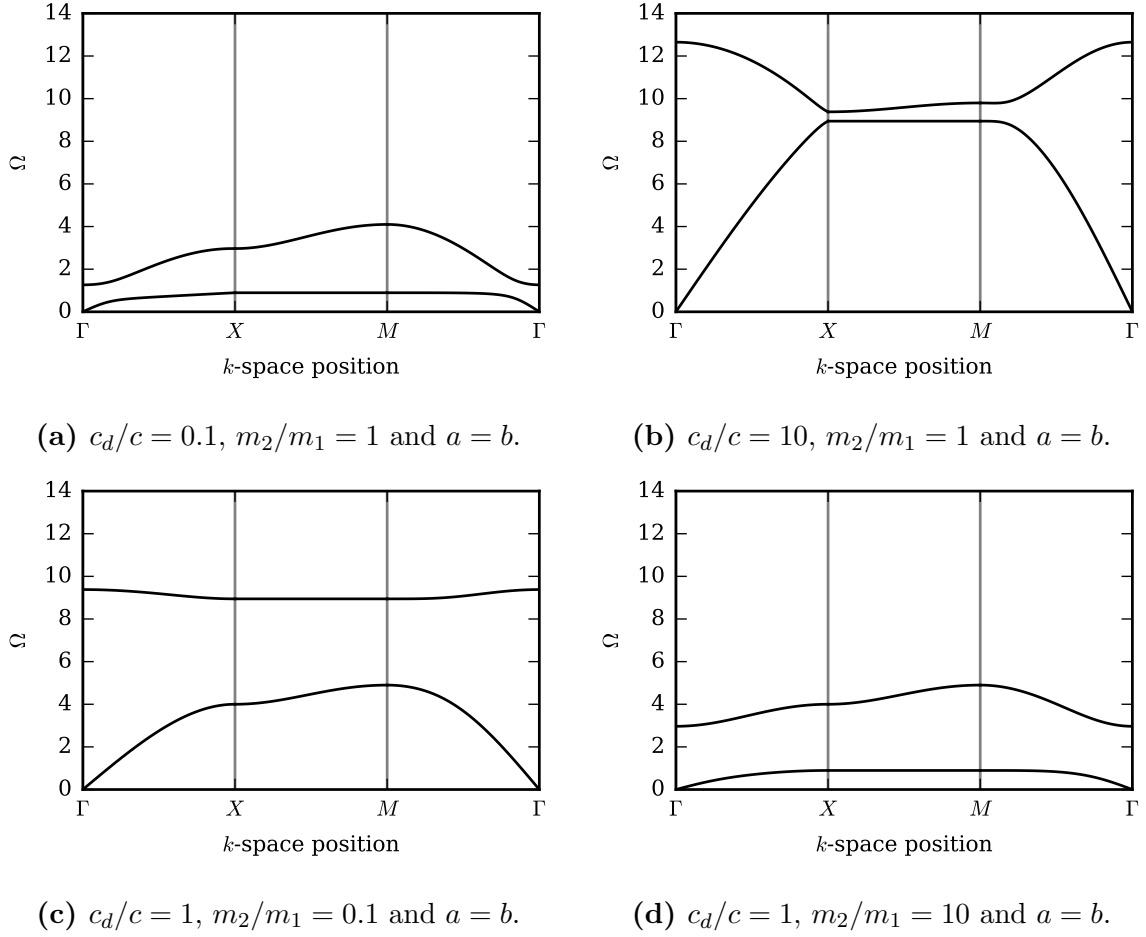 14
12
10
8
6
4
2
0
Ω
Γ X M Γ
k-space position
(a) c_d/c = 0.1, m_2/m_1 = 1 and a = b.
14
12
10
8
6
4
2
0
Ω
Γ X M Γ
k-space position
(b) c_d/c = 10, m_2/m_1 = 1 and a = b.
14
12
10
8
6
4
2
0
Ω
Γ X M Γ
k-space position
(c) c_d/c = 1, m_2/m_1 = 0.1 and a = b.
14
12
10
8
6
4
2
0
Ω
Γ X M Γ
k-space position
(d) c_d/c = 1, m_2/m_1 = 10 and a = b.